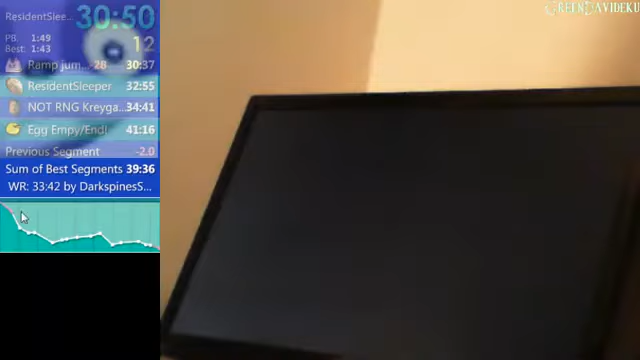 ResidentSlee...
30:50
PB: 1:49
Best: 1:43
12
Ramp jum... -28 30:37
ResidentSleeper 32:55
NOT RNG Kreyga... 34:41
Egg Empy/End! 41:16
Previous Segment -2.0
Sum of Best Segments 39:36
WR: 33:42 by DarkspinesS...